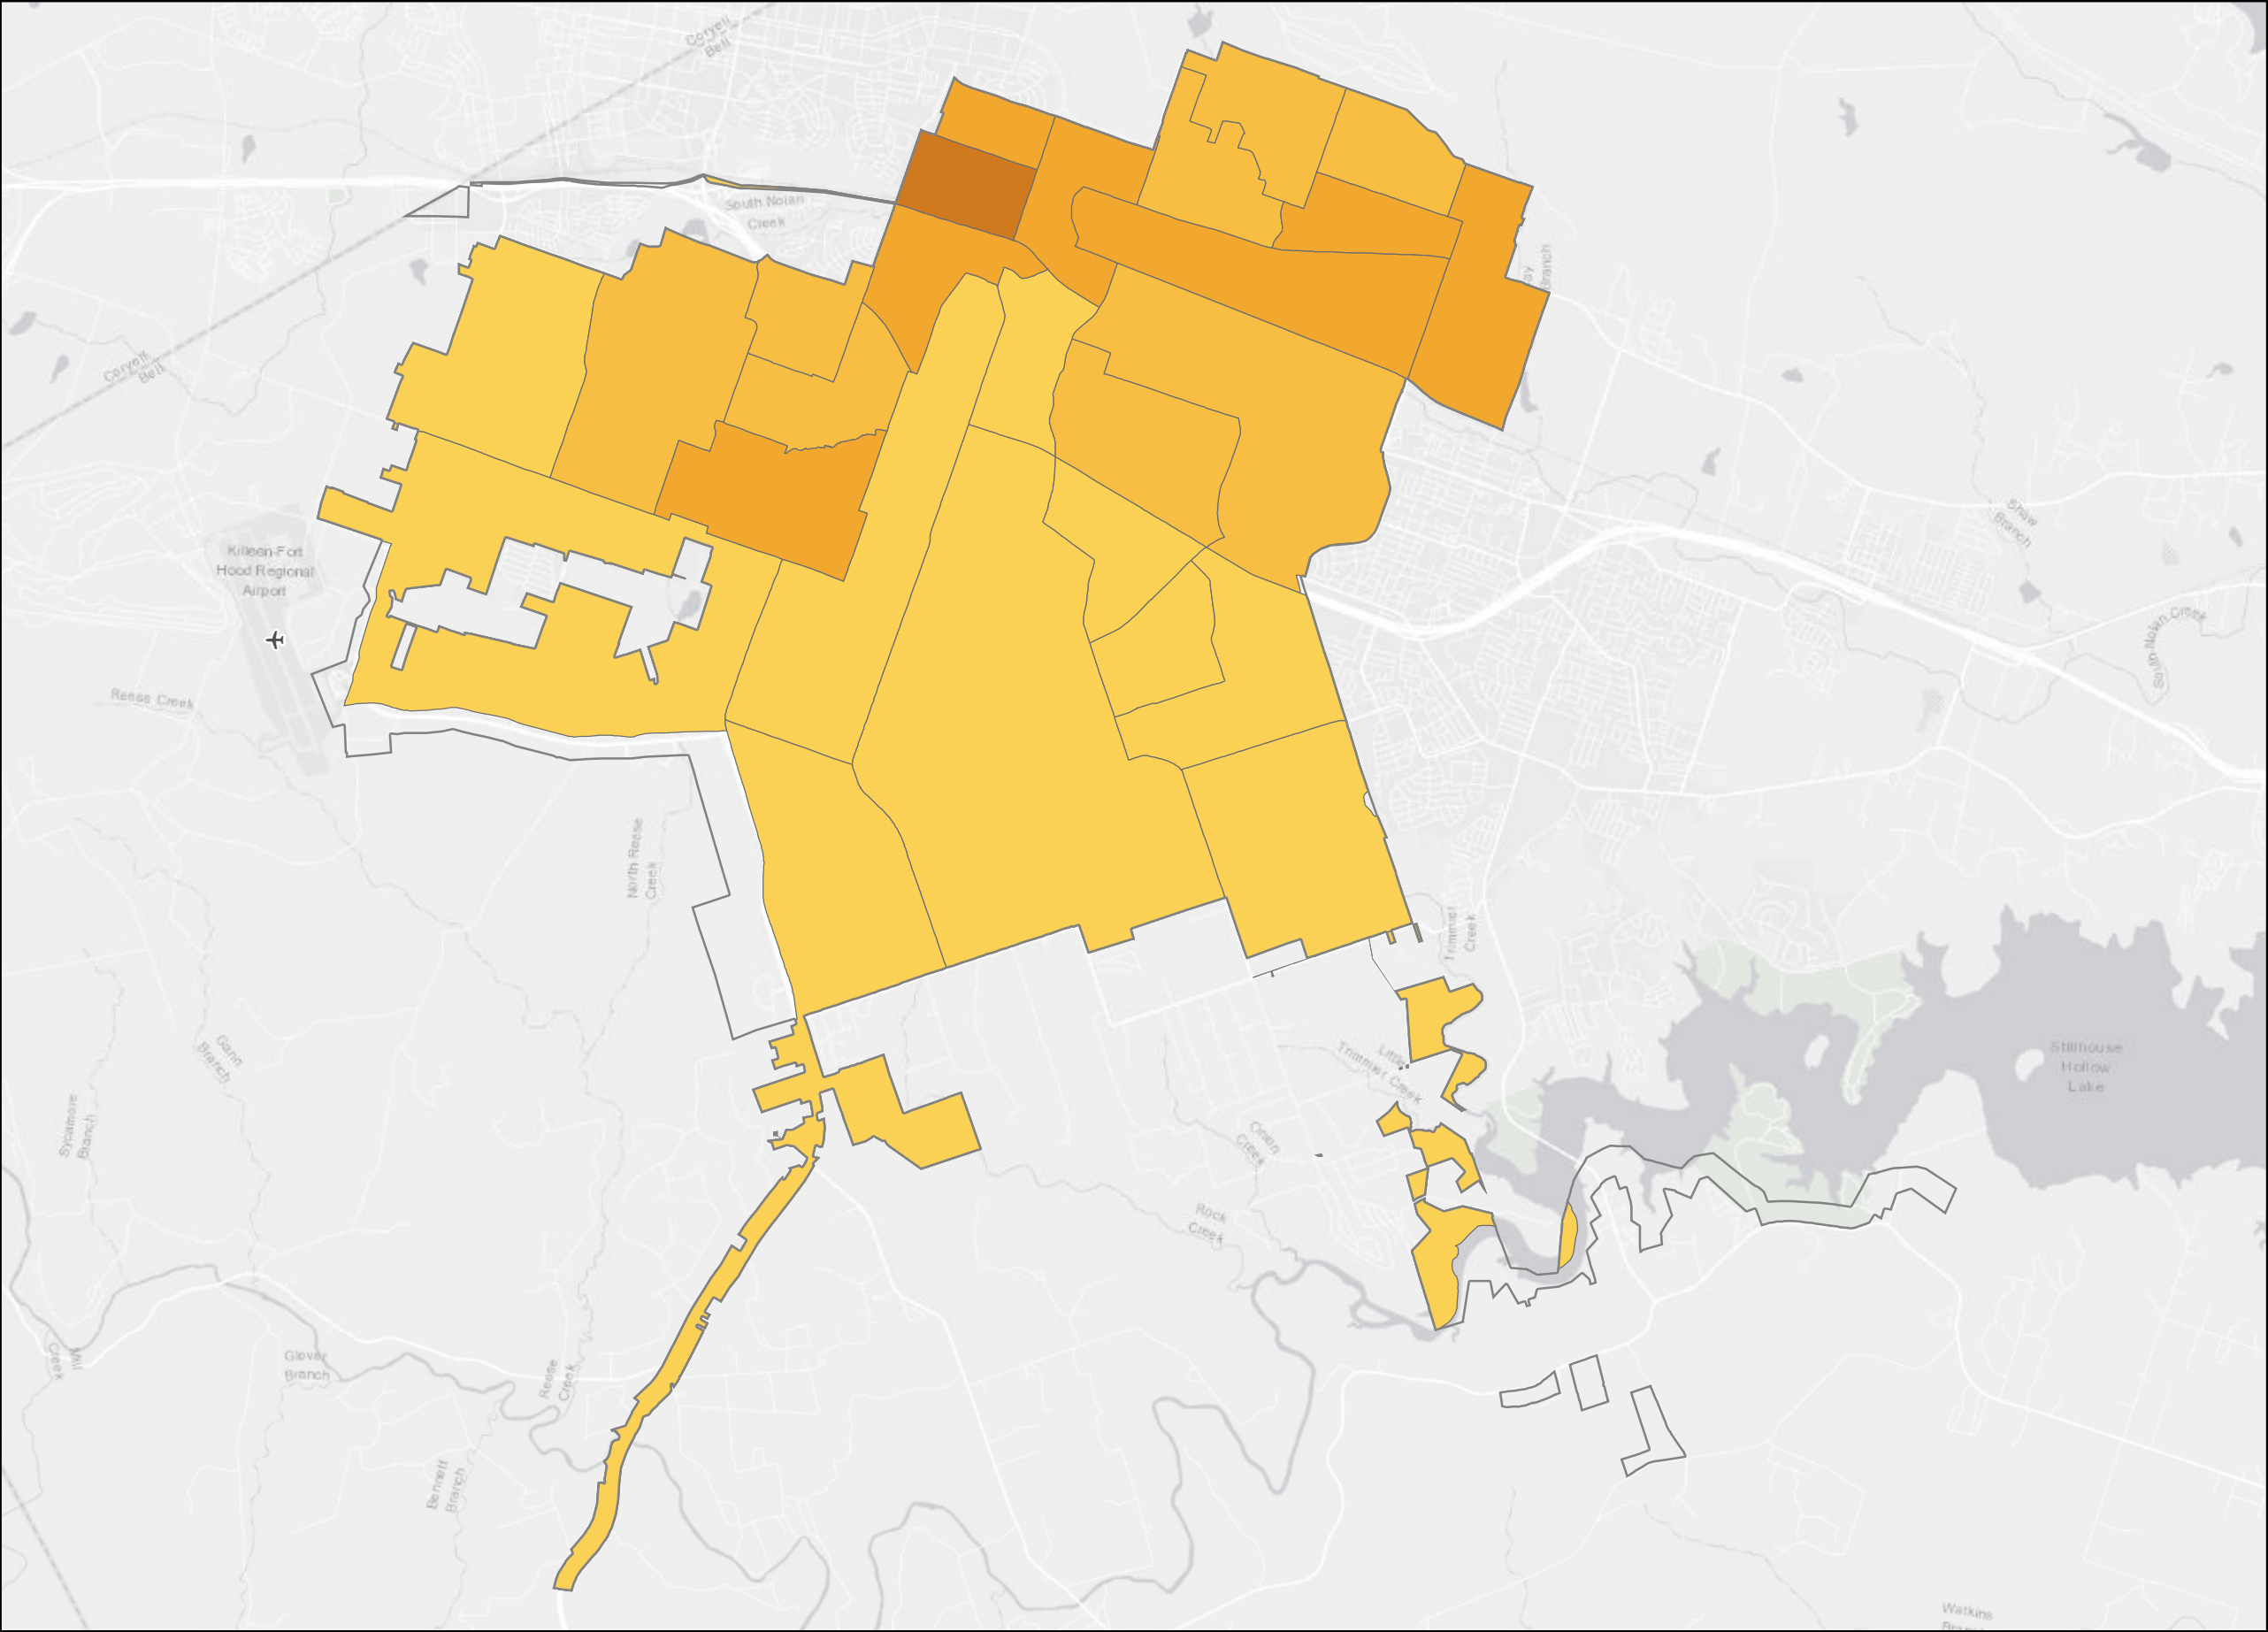 Coryell
Bell
South Nolan
Creek
Coryell
Bell
Branch
Shaw
Branch
Killeen-Fort
Hood Regional
Airport
South Nolan Creek
Reese Creek
North Reese
Creek
Trimmier
Creek
Stillhouse
Hollow
Lake
Gann
Branch
Little
Trimmier Creek
Sycamore
Branch
Onion
Creek
Rock
Creek
Mill
Creek
Glover
Branch
Reese
Creek
Bennett
Branch
Watkins